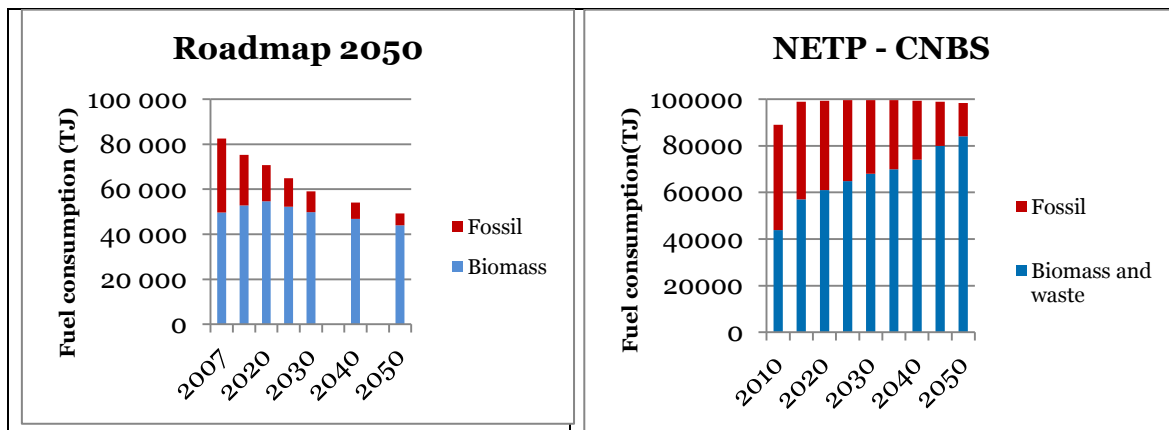 Roadmap 2050
Fuel consumption (TJ)
100 000
80 000
60 000
40 000
20 000
0
2007
2020
2030
2040
2050
Fossil
Biomass
NETP - CNBS
Fuel consumption(TJ)
100000
80000
60000
40000
20000
0
2010
2020
2030
2040
2050
Fossil
Biomass and
waste